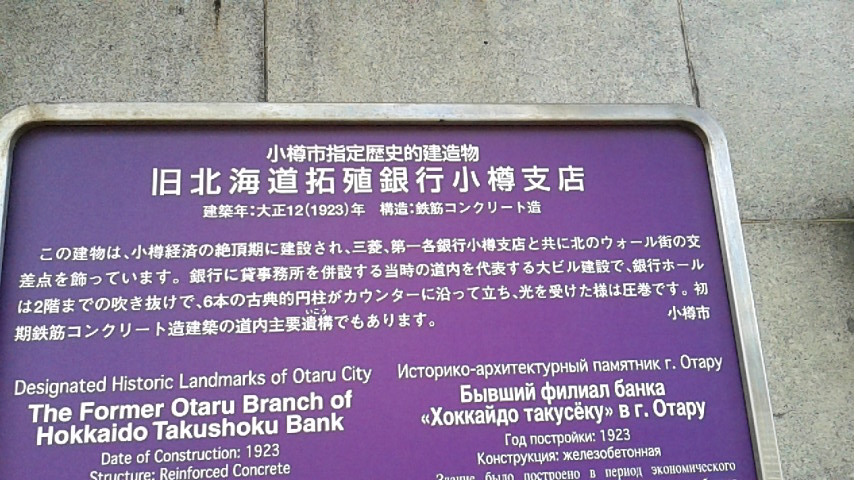 小樽市指定歴史的建造物
旧北海道拓殖銀行小樽支店
建築年：大正12（1923）年　構造：鉄筋コンクリート造
この建物は、小樽経済の絶頂期に建設され、三菱、第一各銀行小樽支店と共に北のウォール街の交
差点を飾っています。銀行に貸事務所を併設する当時の道内を代表する大ビル建設で、銀行ホール
は2階までの吹き抜けで、6本の古典的円柱がカウンターに沿って立ち、光を受けた様は圧巻です。初
いこう
期鉄筋コンクリート造建築の道内主要遺構でもあります。
小樽市
Designated Historic Landmarks of Otaru City
The Former Otaru Branch of
Hokkaido Takushoku Bank
Date of Construction: 1923
Structure: Reinforced Concrete
Историко-архитектурный памятник г. Отару
Бывший филиал банка
«Хоккайдо такусёку» в г. Отару
Год постройки: 1923
Конструкция: железобетонная
Здание было построено в период экономического